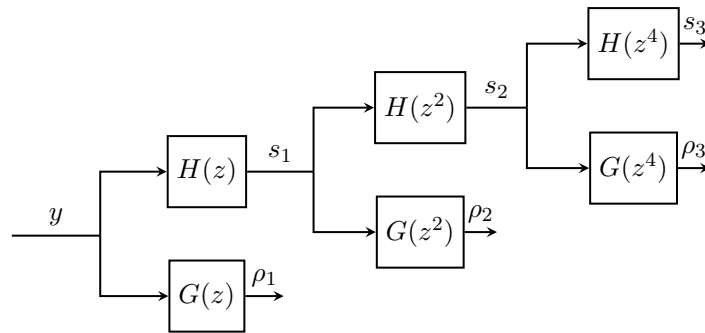 s₃
H(z⁴)
s₂
H(z²)
ρ₃
G(z⁴)
s₁
H(z)
ρ₂
G(z²)
y
ρ₁
G(z)